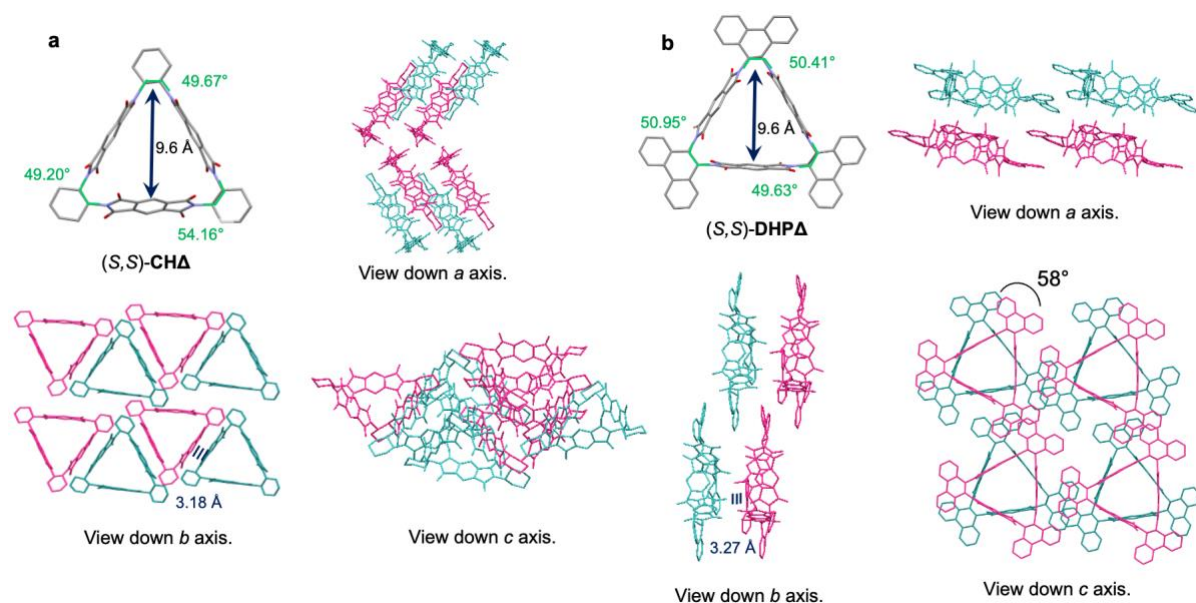 a
49.67°
9.6 Å
49.20°
54.16°
(S,S)-CHΔ
View down a axis.
3.18 Å
View down b axis.
View down c axis.
b
50.41°
50.95°
9.6 Å
49.63°
(S,S)-DHPΔ
View down a axis.
3.27 Å
View down b axis.
58°
View down c axis.